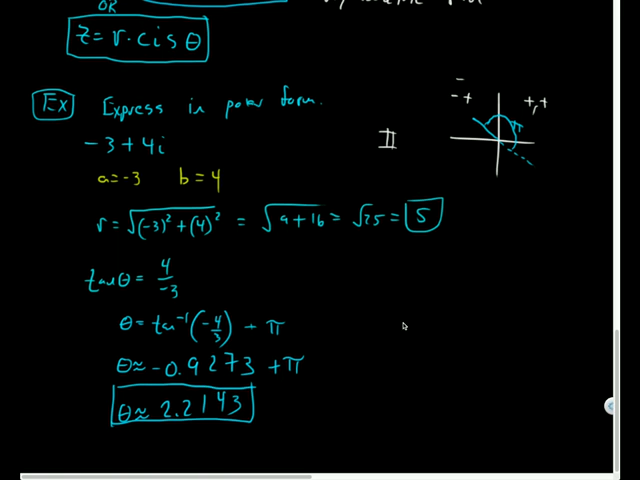 OR
Z = r · cis θ
Ex Express in polar form.
-3 + 4i
a = -3 b = 4
II
- +
+, +
π
r = √(-3)² + (4)² = √9 + 16 = √25 = 5
tan θ = 4/-3
θ = tan⁻¹(-4/3) + π
θ ≈ -0.9273 + π
θ ≈ 2.2143